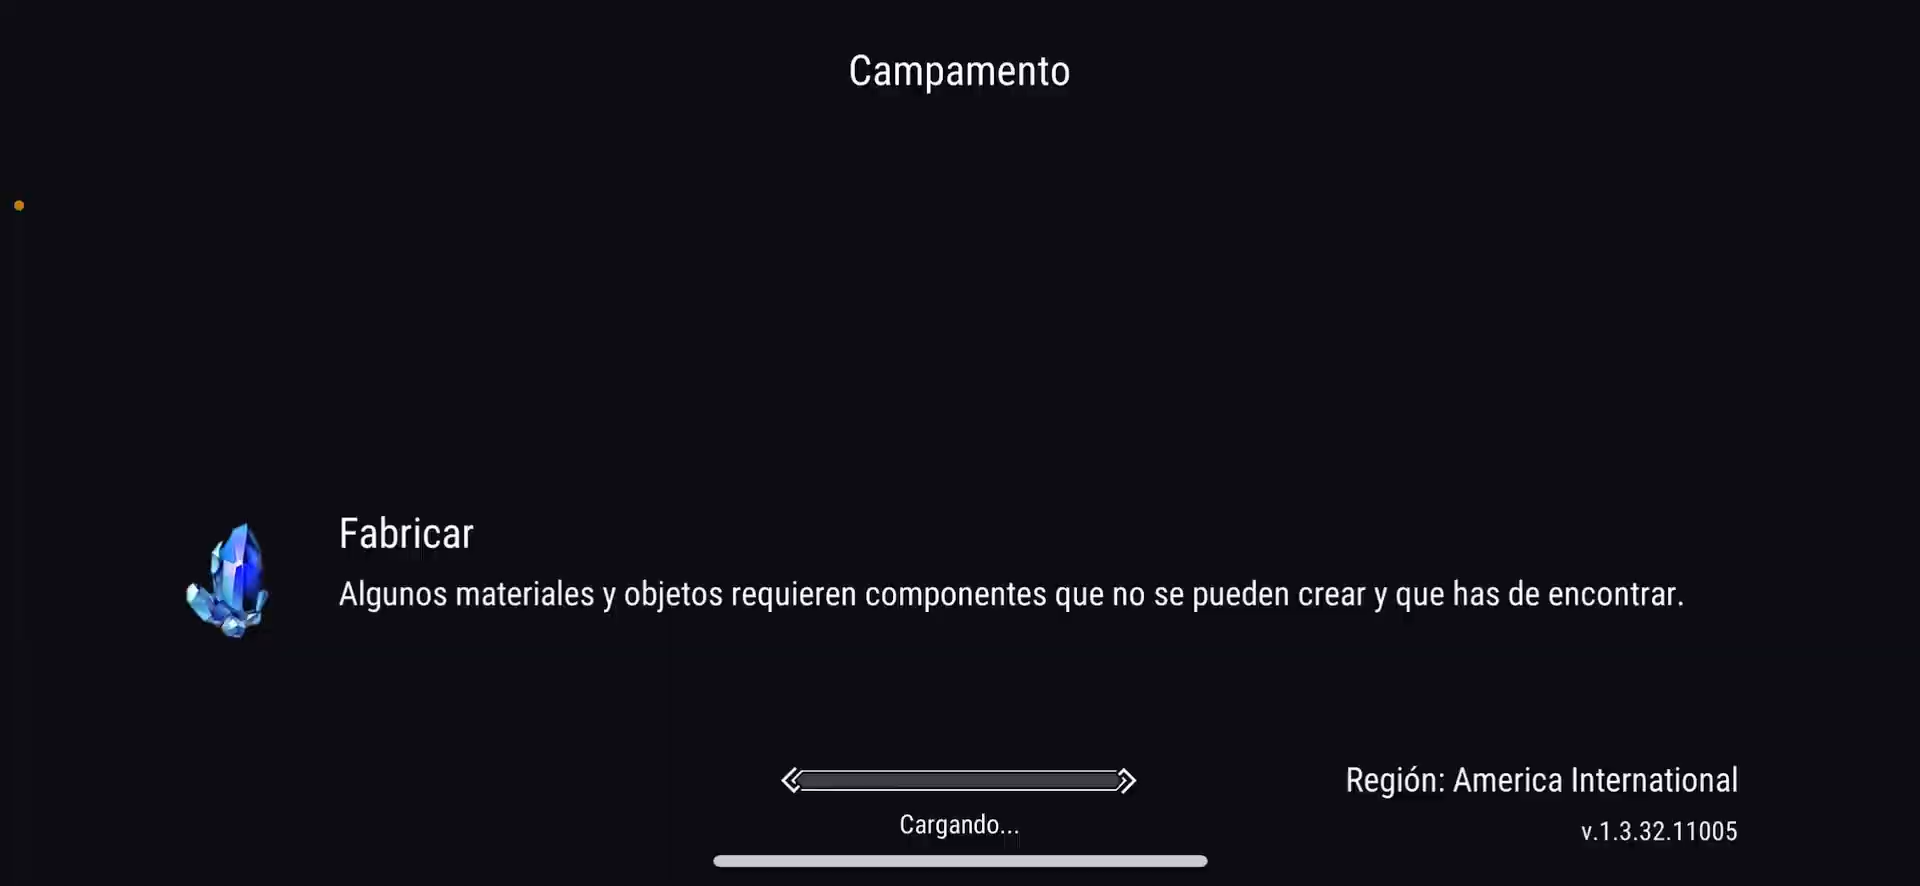 Campamento
Fabricar
Algunos materiales y objetos requieren componentes que no se pueden crear y que has de encontrar.
Región: America International
Cargando...
v.1.3.32.11005